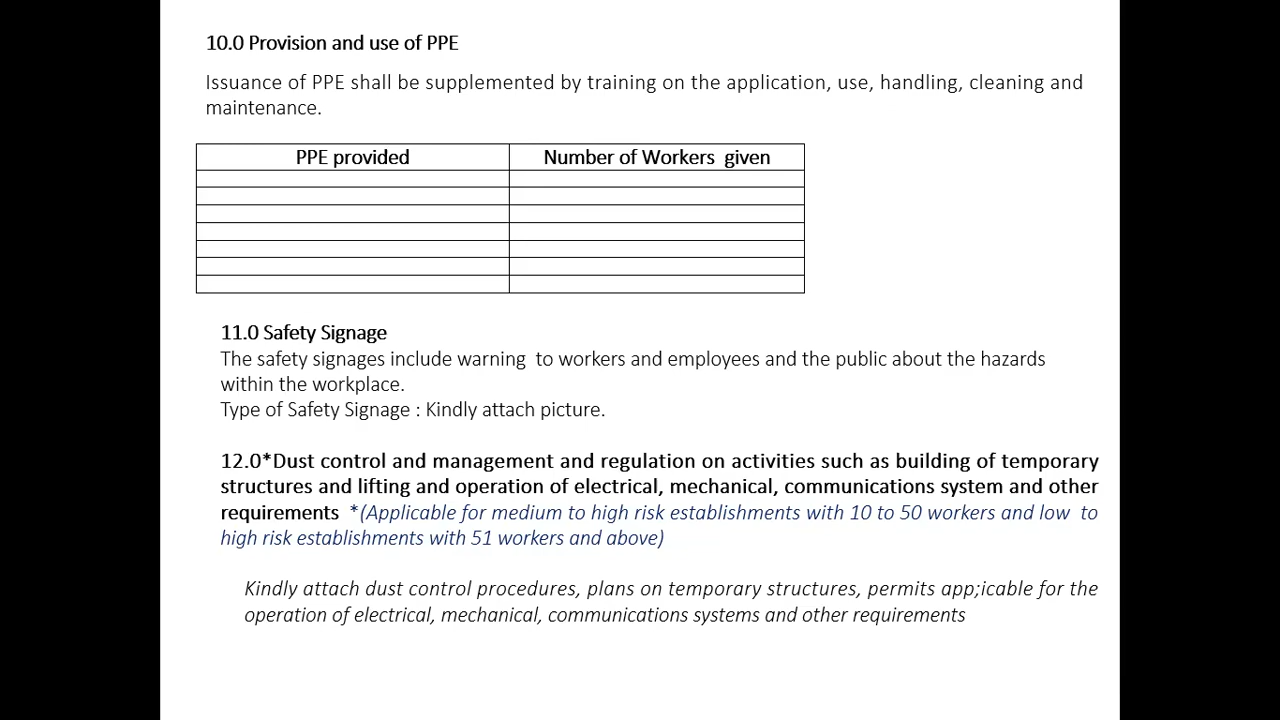 10.0 Provision and use of PPE
Issuance of PPE shall be supplemented by training on the application, use, handling, cleaning and
maintenance.
PPE provided
Number of Workers  given
11.0 Safety Signage
The safety signages include warning  to workers and employees and the public about the hazards
within the workplace.
Type of Safety Signage : Kindly attach picture.
12.0*Dust control and management and regulation on activities such as building of temporary
structures and lifting and operation of electrical, mechanical, communications system and other
requirements  *(Applicable for medium to high risk establishments with 10 to 50 workers and low  to
high risk establishments with 51 workers and above)
Kindly attach dust control procedures, plans on temporary structures, permits app;icable for the
operation of electrical, mechanical, communications systems and other requirements